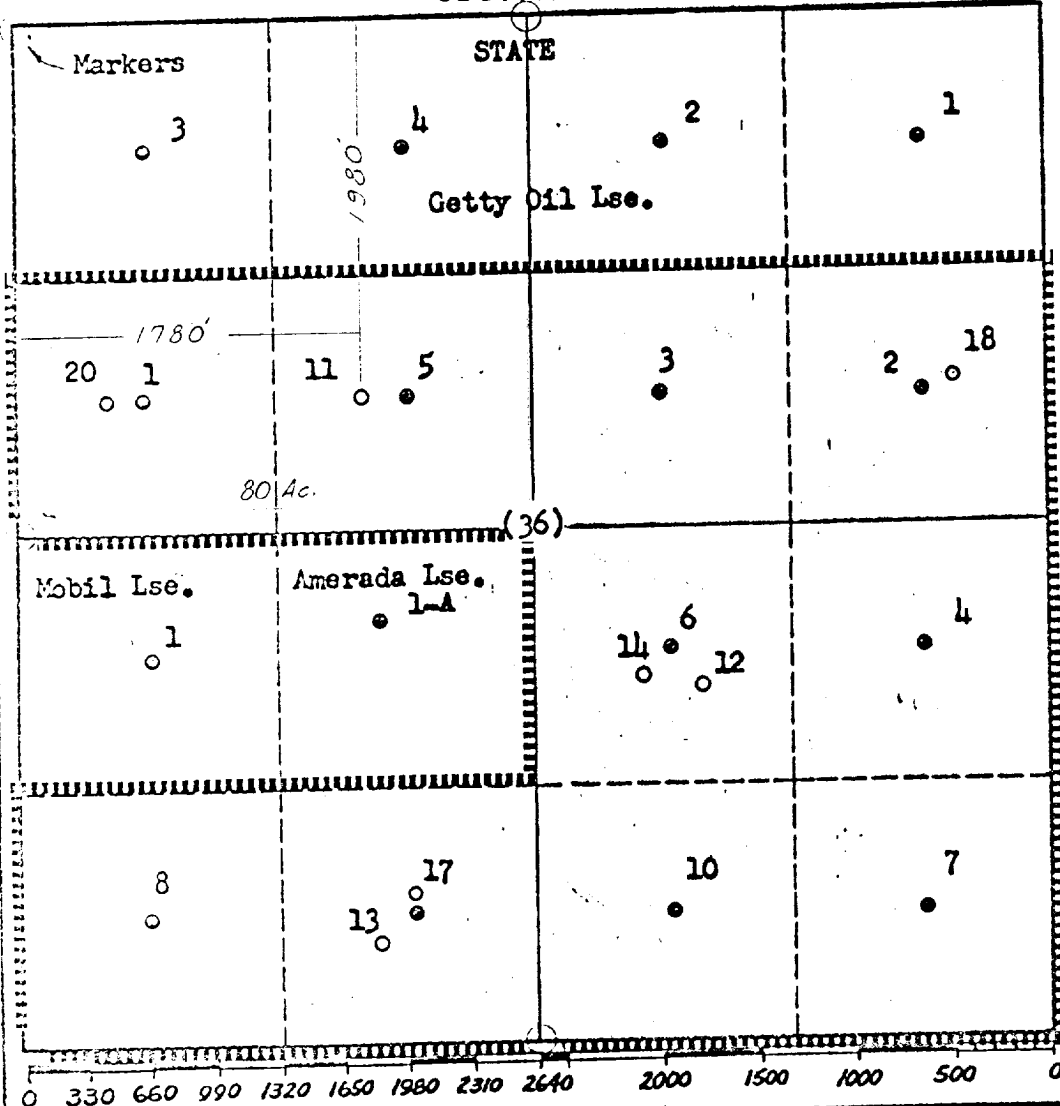 STATE
Markers
3 4 2 1
1980'
Getty Oil Lse.
1780'
20 1 11 5 3 2 18
80 Ac.
(36)
Mobil Lse. Amerada Lse.
1-A
1 14 6 12 4
8 13 17 10 7
0 330 660 990 1320 1650 1980 2310 2640 2000 1500 1000 500 0